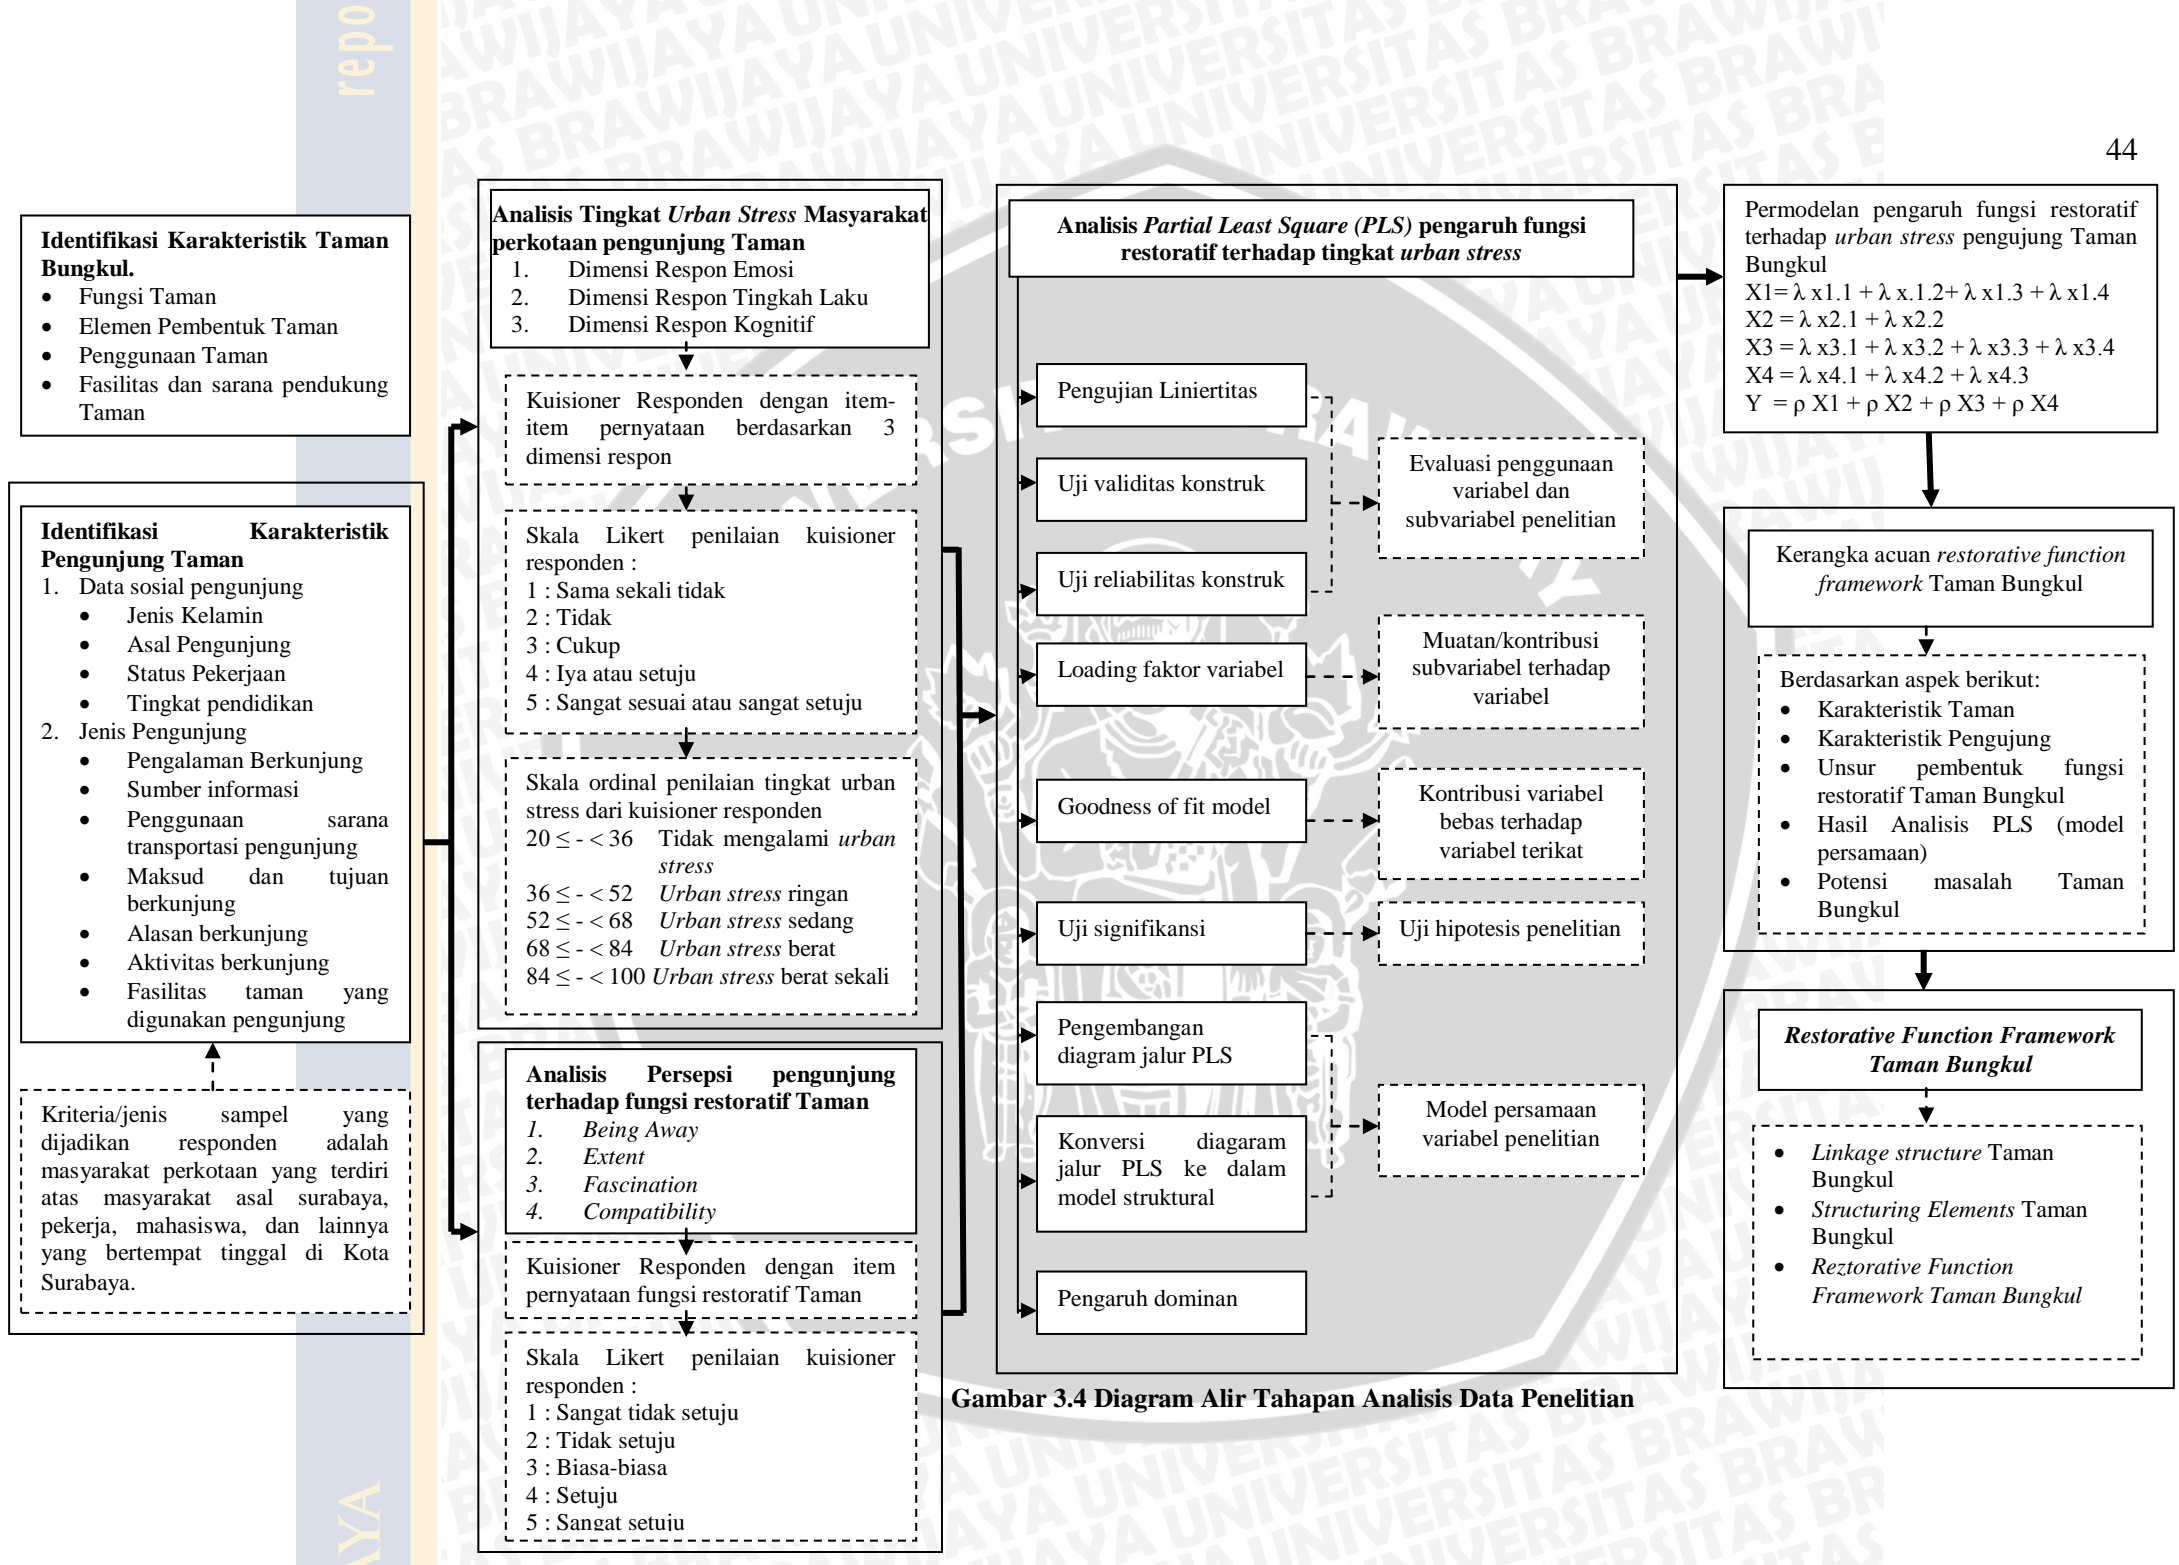 repo
44
Identifikasi Karakteristik Taman
Bungkul.
• Fungsi Taman
• Elemen Pembentuk Taman
• Penggunaan Taman
• Fasilitas dan sarana pendukung
Taman
Identifikasi Karakteristik
Pengunjung Taman
1. Data sosial pengunjung
• Jenis Kelamin
• Asal Pengunjung
• Status Pekerjaan
• Tingkat pendidikan
2. Jenis Pengunjung
• Pengalaman Berkunjung
• Sumber informasi
• Penggunaan sarana
transportasi pengunjung
• Maksud dan tujuan
berkunjung
• Alasan berkunjung
• Aktivitas berkunjung
• Fasilitas taman yang
digunakan pengunjung
Kriteria/jenis sampel yang
dijadikan responden adalah
masyarakat perkotaan yang terdiri
atas masyarakat asal surabaya,
pekerja, mahasiswa, dan lainnya
yang bertempat tinggal di Kota
Surabaya.
Analisis Tingkat Urban Stress Masyarakat
perkotaan pengunjung Taman
1. Dimensi Respon Emosi
2. Dimensi Respon Tingkah Laku
3. Dimensi Respon Kognitif
Kuisioner Responden dengan item-
item pernyataan berdasarkan 3
dimensi respon
Skala Likert penilaian kuisioner
responden :
1 : Sama sekali tidak
2 : Tidak
3 : Cukup
4 : Iya atau setuju
5 : Sangat sesuai atau sangat setuju
Skala ordinal penilaian tingkat urban
stress dari kuisioner responden
20 ≤ - < 36 Tidak mengalami urban
stress
36 ≤ - < 52 Urban stress ringan
52 ≤ - < 68 Urban stress sedang
68 ≤ - < 84 Urban stress berat
84 ≤ - < 100 Urban stress berat sekali
Analisis Persepsi pengunjung
terhadap fungsi restoratif Taman
1. Being Away
2. Extent
3. Fascination
4. Compatibility
Kuisioner Responden dengan item
pernyataan fungsi restoratif Taman
Skala Likert penilaian kuisioner
responden :
1 : Sangat tidak setuju
2 : Tidak setuju
3 : Biasa-biasa
4 : Setuju
5 : Sangat setuju
Analisis Partial Least Square (PLS) pengaruh fungsi
restoratif terhadap tingkat urban stress
Pengujian Liniertitas
Uji validitas konstruk
Uji reliabilitas konstruk
Loading faktor variabel
Goodness of fit model
Uji signifikansi
Pengembangan
diagram jalur PLS
Konversi diagaram
jalur PLS ke dalam
model struktural
Pengaruh dominan
Evaluasi penggunaan
variabel dan
subvariabel penelitian
Muatan/kontribusi
subvariabel terhadap
variabel
Kontribusi variabel
bebas terhadap
variabel terikat
Uji hipotesis penelitian
Model persamaan
variabel penelitian
Permodelan pengaruh fungsi restoratif
terhadap urban stress pengujung Taman
Bungkul
X1= λ x1.1 + λ x.1.2+ λ x1.3 + λ x1.4
X2 = λ x2.1 + λ x2.2
X3 = λ x3.1 + λ x3.2 + λ x3.3 + λ x3.4
X4 = λ x4.1 + λ x4.2 + λ x4.3
Y = ρ X1 + ρ X2 + ρ X3 + ρ X4
Kerangka acuan restorative function
framework Taman Bungkul
Berdasarkan aspek berikut:
• Karakteristik Taman
• Karakteristik Pengujung
• Unsur pembentuk fungsi
restoratif Taman Bungkul
• Hasil Analisis PLS (model
persamaan)
• Potensi masalah Taman
Bungkul
Restorative Function Framework
Taman Bungkul
• Linkage structure Taman
Bungkul
• Structuring Elements Taman
Bungkul
• Reztorative Function
Framework Taman Bungkul
Gambar 3.4 Diagram Alir Tahapan Analisis Data Penelitian